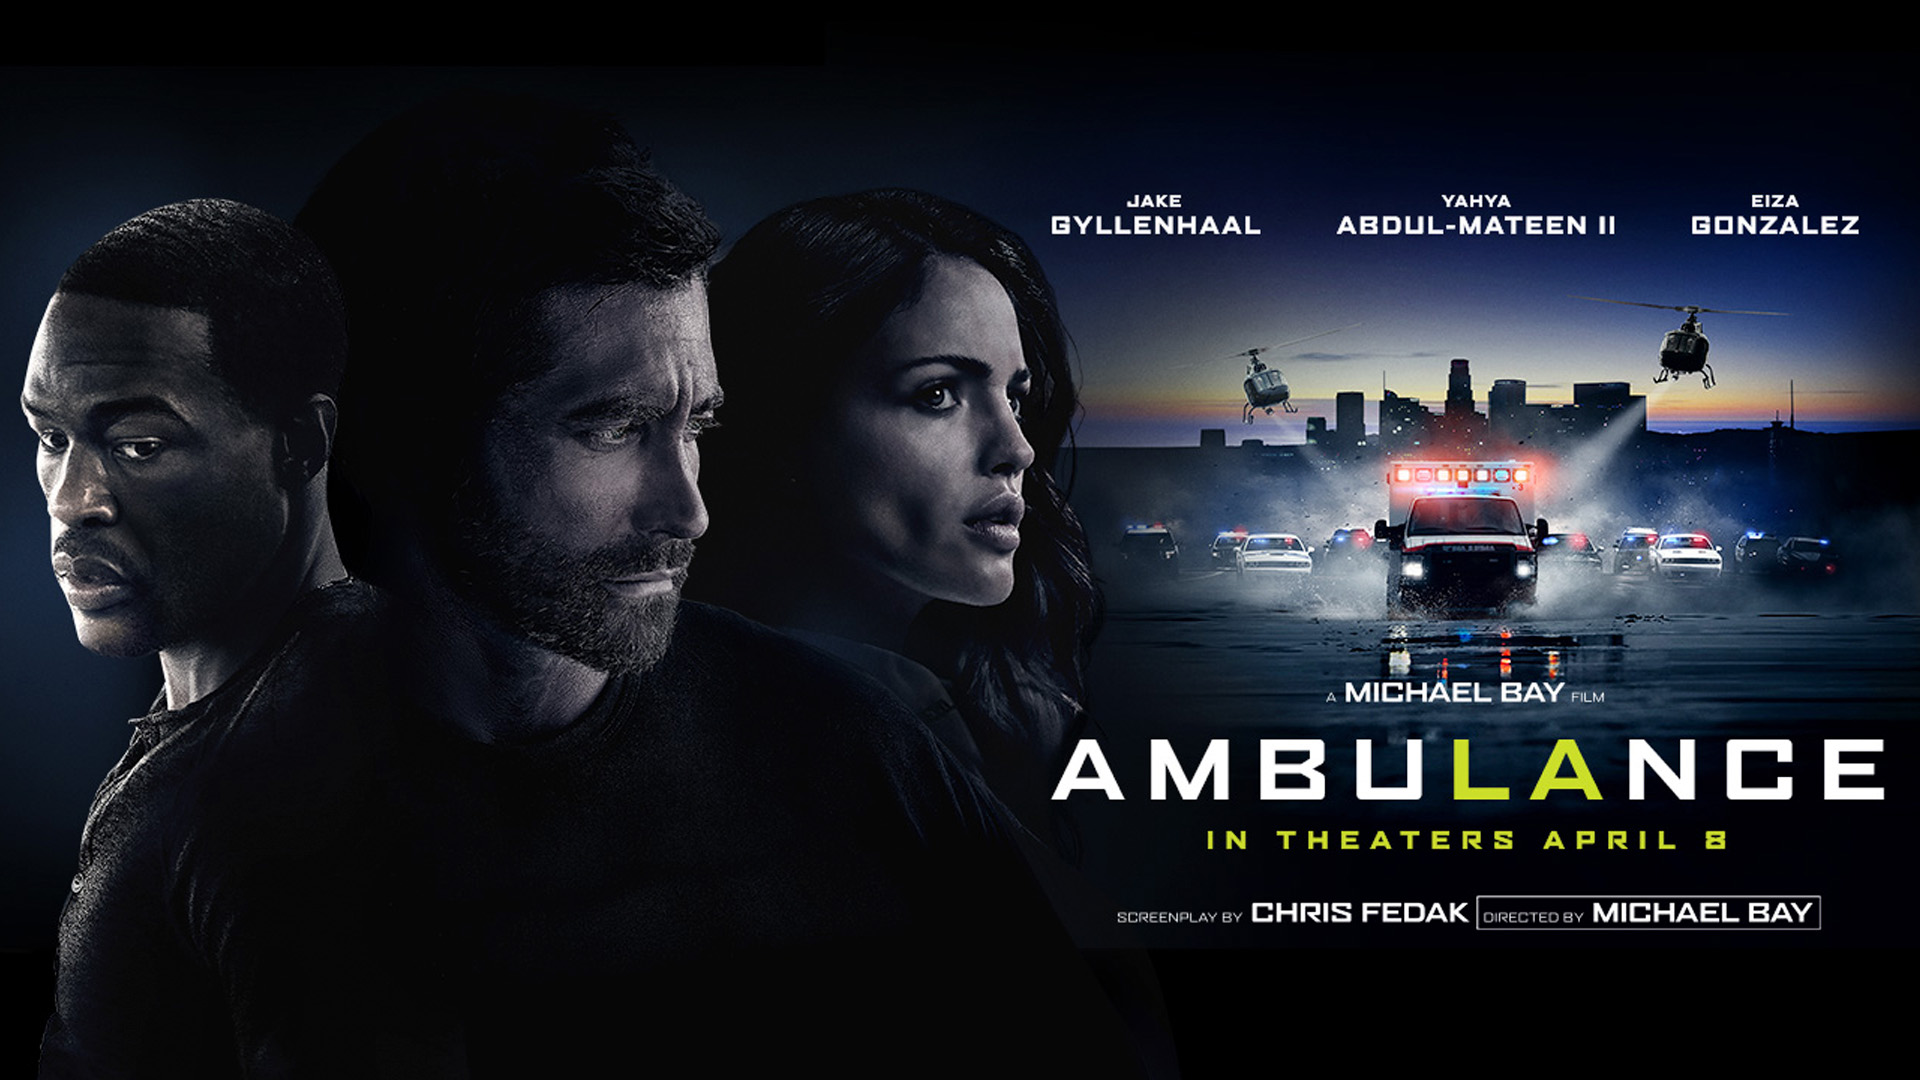 JAKE
GYLLENHAAL
YAHYA
ABDUL-MATEEN II
EIZA
GONZALEZ
A MICHAEL BAY FILM
AMBULANCE
IN THEATERS APRIL 8
SCREENPLAY BY CHRIS FEDAK DIRECTED BY MICHAEL BAY